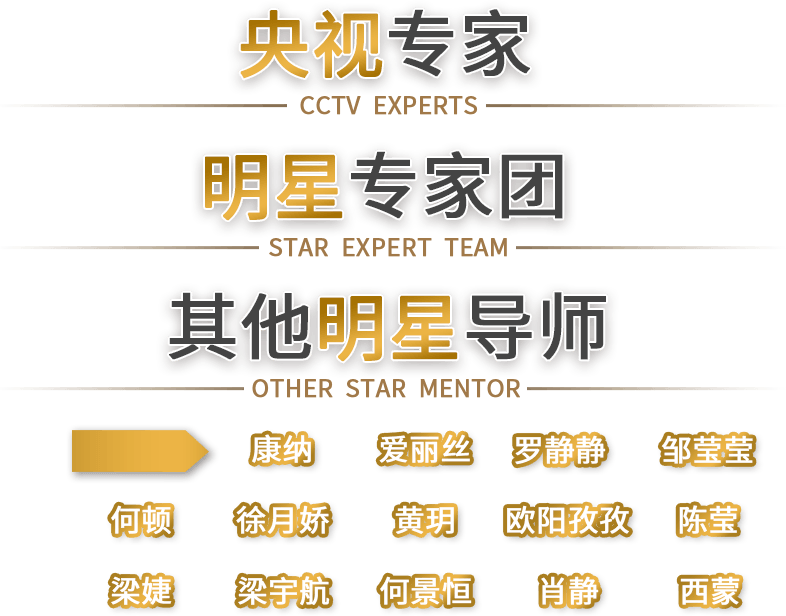 央视专家
CCTV EXPERTS
明星专家团
STAR EXPERT TEAM
其他明星导师
OTHER STAR MENTOR
康纳 爱丽丝 罗静静 邹莹莹
何顿 徐月娇 黄玥 欧阳孜孜 陈莹
梁婕 梁宇航 何景恒 肖静 西蒙